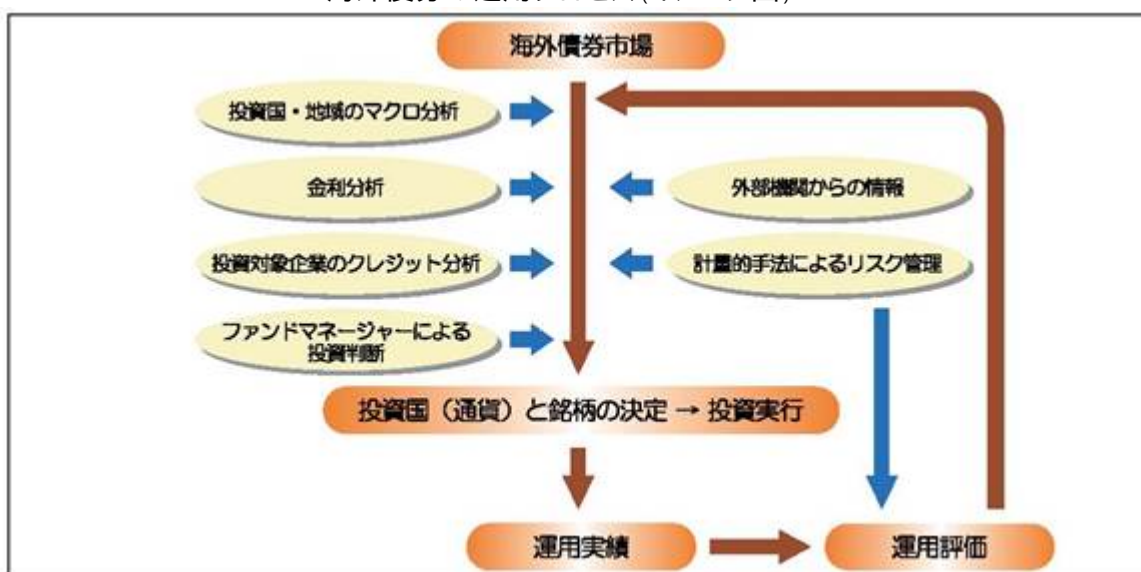 海外債券市場
投資国・地域のマクロ分析
金利分析
外部機関からの情報
投資対象企業のクレジット分析
計量的手法によるリスク管理
ファンドマネージャーによる
投資判断
投資国（通貨）と銘柄の決定 → 投資実行
運用実績
運用評価